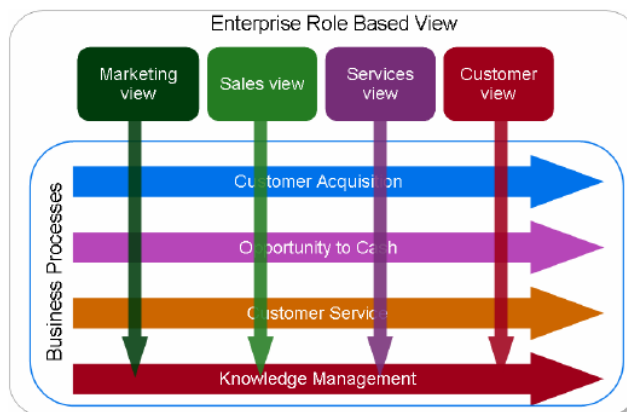 Enterprise Role Based View
Marketing
view
Sales view
Services
view
Customer
view
Business Processes
Customer Acquisition
Opportunity to Cash
Customer Service
Knowledge Management